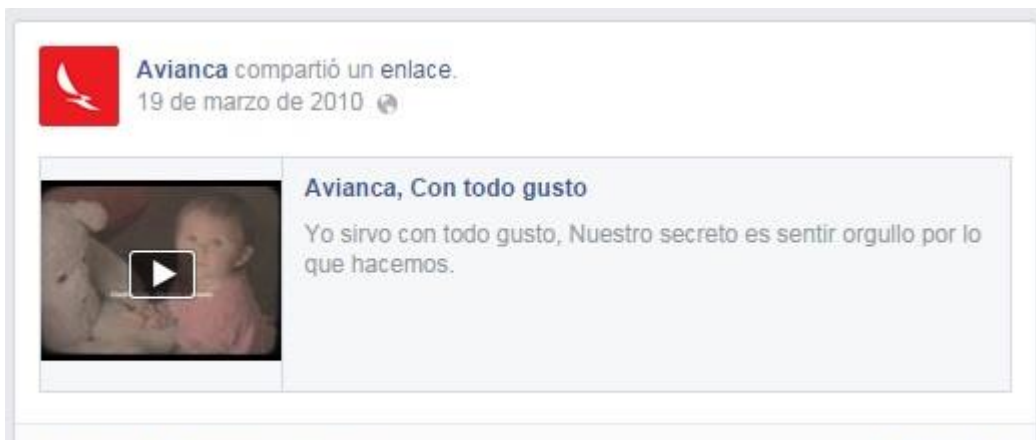 Avianca compartió un enlace.
19 de marzo de 2010
Avianca, Con todo gusto
Yo sirvo con todo gusto, Nuestro secreto es sentir orgullo por lo
que hacemos.